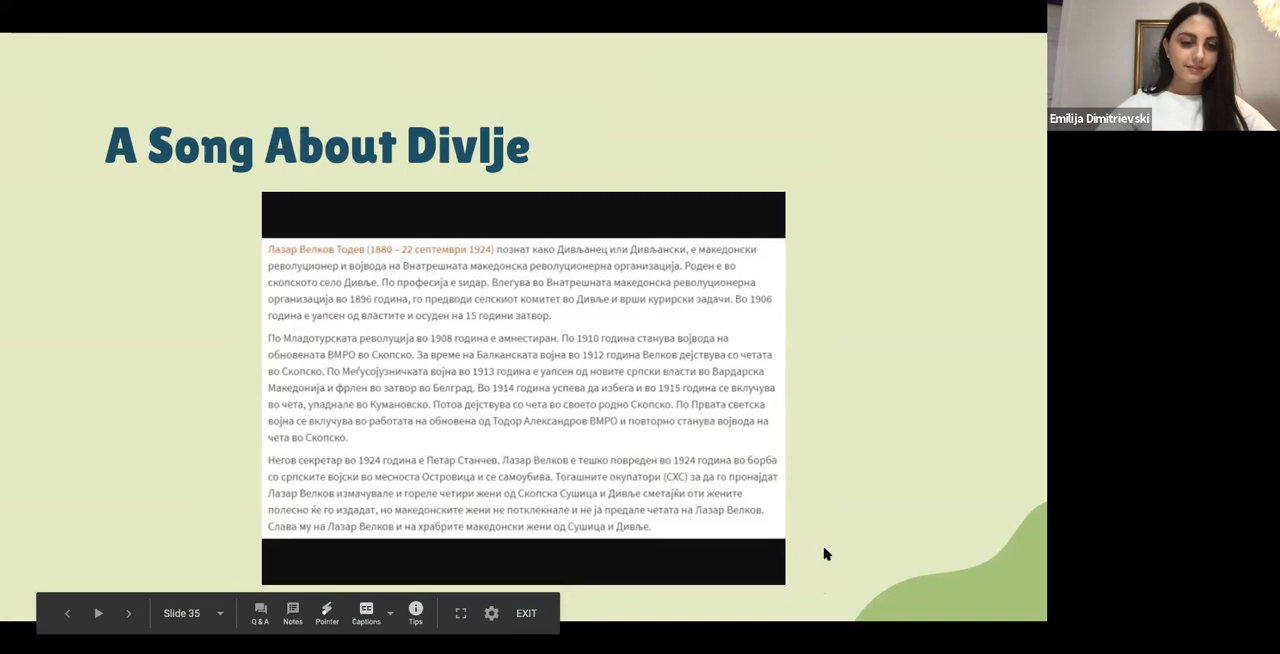 A Song About Divlje
Лазар Велков Тодев (1880 – 22 септември 1924) познат како Дивљанец или Дивљански, е македонски
револуционер и војвода на Внатрешната македонска револуционерна организација. Роден е во
скопското село Дивље. По професија е ѕидар. Влегува во Внатрешната македонска револуционерна
организација во 1896 година, го предводи селскиот комитет во Дивље и врши курирски задачи. Во 1906
година е уапсен од властите и осуден на 15 години затвор.
По Младотурската револуција во 1908 година е амнестиран. По 1910 година станува војвода на
обновената ВМРО во Скопско. За време на Балканската војна во 1912 година Велков дејствува со четата
во Скопско. По Меѓусојузничката војна во 1913 година е уапсен од новите српски власти во Вардарска
Македонија и фрлен во затвор во Белград. Во 1914 година успева да избега и во 1915 година се вклучува
во чета, упаднале во Кумановско. Потоа дејствува со чета во своето родно Скопско. По Првата светска
војна се вклучува во работата на обновена од Тодор Александров ВМРО и повторно станува војвода на
чета во Скопско.
Негов секретар во 1924 година е Петар Станчев. Лазар Велков е тешко повреден во 1924 година во борба
со српските војски во месноста Островица и се самоубива. Тогашните окупатори (СХС) за да го пронајдат
Лазар Велков измачувале и гореле четири жени од Скопска Сушица и Дивље сметајќи оти жените
полесно ќе го издадат, но македонските жени не потклекнале и не ја предале четата на Лазар Велков.
Слава му на Лазар Велков и на храбрите македонски жени од Сушица и Дивље.
Emilija Dimitrievski
Slide 35
Q & A
Notes
Pointer
Captions
Tips
EXIT